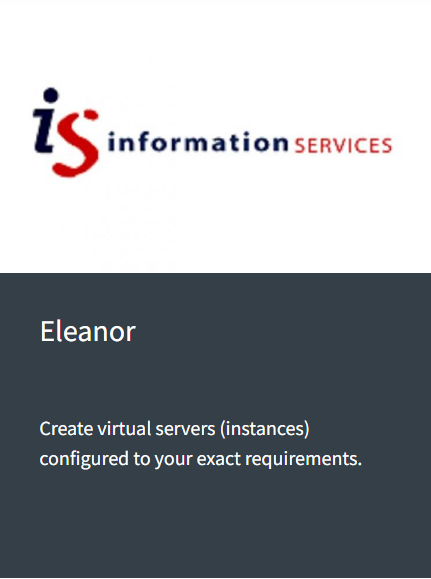 is information SERVICES
Eleanor
Create virtual servers (instances)
configured to your exact requirements.